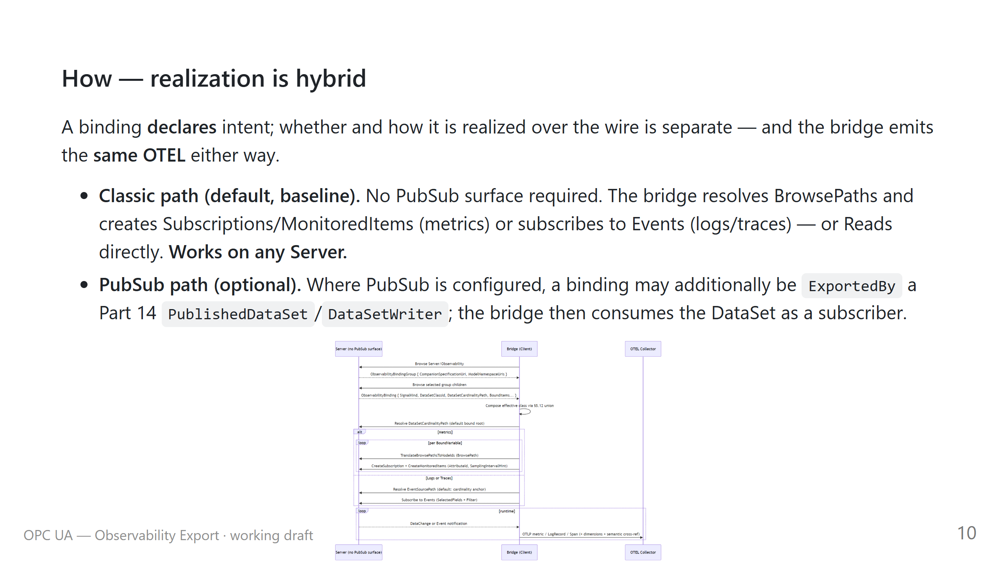 How — realization is hybrid
A binding declares intent; whether and how it is realized over the wire is separate — and the bridge emits
the same OTEL either way.
Classic path (default, baseline). No PubSub surface required. The bridge resolves BrowsePaths and
creates Subscriptions/MonitoredItems (metrics) or subscribes to Events (logs/traces) — or Reads
directly. Works on any Server.
PubSub path (optional). Where PubSub is configured, a binding may additionally be ExportedBy a
Part 14 PublishedDataSet/DataSetWriter; the bridge then consumes the DataSet as a subscriber.
Server (no PubSub surface)
Bridge (Client)
OTEL Collector
Browse Server/Observability
ObservabilityBindingGroup { CompanionSpecificationUri, ModelNamespaceUris }
Browse selected group children
ObservabilityBinding { SignalKind, DataSetClassId, DataSetCardinalityPath, BoundItems... }
Compose effective class via §5.12 union
Resolve DataSetCardinalityPath (default bound root)
alt
[Metrics]
loop
[per BoundVariable]
TranslateBrowsePathsToNodeIds (BrowsePath)
CreateSubscription + CreateMonitoredItems (AttributeId, SamplingIntervalHint)
[Logs or Traces]
Resolve EventSourcePath (default: cardinality anchor)
Subscribe to Events (SelectedFields + Filter)
loop
[runtime]
DataChange or Event notification
OTLP metric / LogRecord / Span (+ dimensions + semantic cross-ref)
Server (no PubSub surface)
Bridge (Client)
OTEL Collector
OPC UA — Observability Export · working draft
10